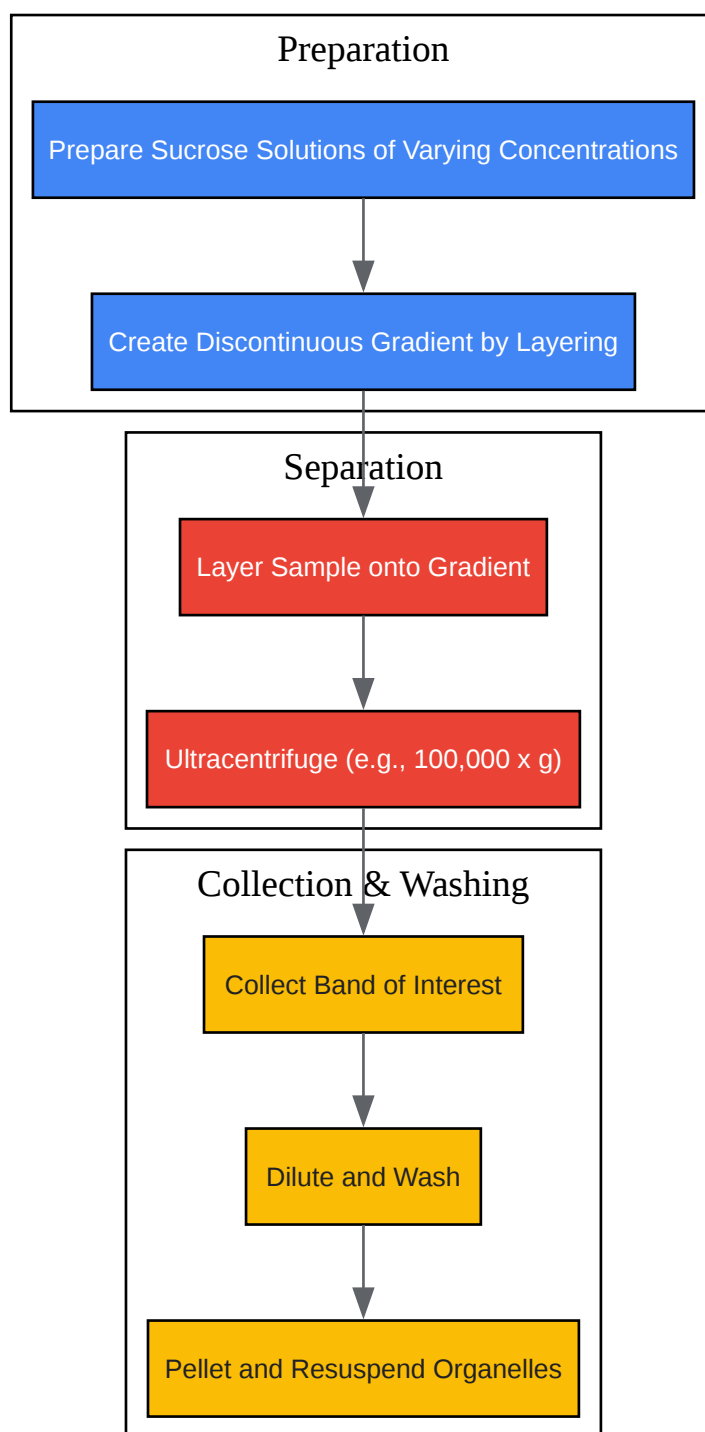 Preparation
Prepare Sucrose Solutions of Varying Concentrations
Create Discontinuous Gradient by Layering
Separation
Layer Sample onto Gradient
Ultracentrifuge (e.g., 100,000 x g)
Collection & Washing
Collect Band of Interest
Dilute and Wash
Pellet and Resuspend Organelles